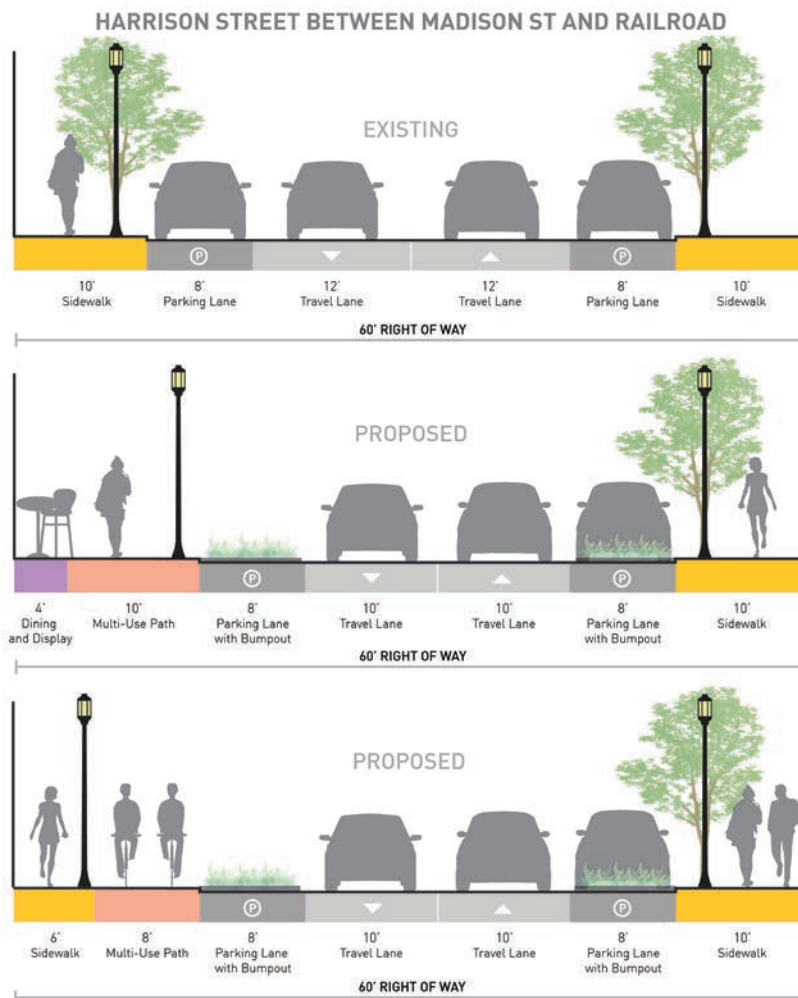 HARRISON STREET BETWEEN MADISON ST AND RAILROAD
EXISTING
P
P
10' 8' 12' 12' 8' 10'
Sidewalk Parking Lane Travel Lane Travel Lane Parking Lane Sidewalk
60' RIGHT OF WAY
PROPOSED
P
P
4' 10' 8' 10' 10' 8' 10'
Dining Multi-Use Path Parking Lane Travel Lane Travel Lane Parking Lane Sidewalk
and Display with Bumpout with Bumpout
60' RIGHT OF WAY
PROPOSED
P
P
6' 8' 8' 10' 10' 8' 10'
Sidewalk Multi-Use Path Parking Lane Travel Lane Travel Lane Parking Lane Sidewalk
with Bumpout with Bumpout
60' RIGHT OF WAY